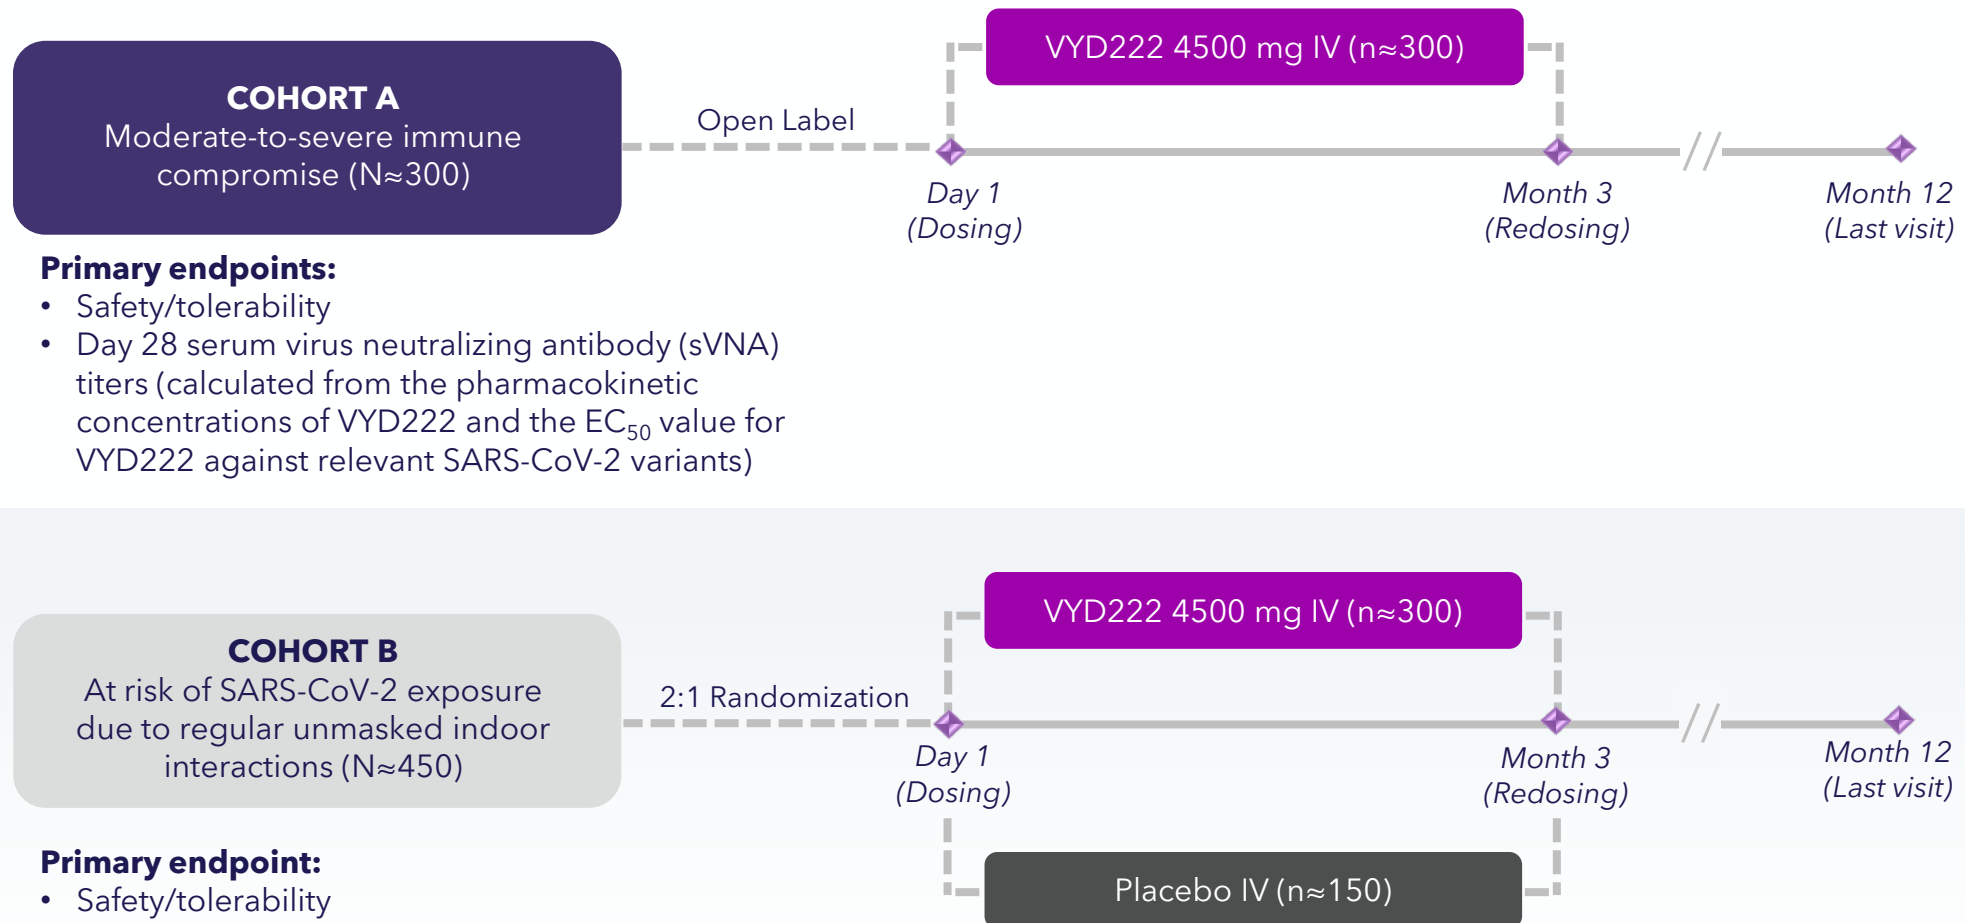 COHORT A
Moderate-to-severe immune
compromise (N≈300)
Open Label
VYD222 4500 mg IV (n≈300)
Day 1
(Dosing)
Month 3
(Redosing)
Month 12
(Last visit)
Primary endpoints:
• Safety/tolerability
• Day 28 serum virus neutralizing antibody (sVNA)
titers (calculated from the pharmacokinetic
concentrations of VYD222 and the EC₅₀ value for
VYD222 against relevant SARS-CoV-2 variants)
COHORT B
At risk of SARS-CoV-2 exposure
due to regular unmasked indoor
interactions (N≈450)
2:1 Randomization
VYD222 4500 mg IV (n≈300)
Day 1
(Dosing)
Month 3
(Redosing)
Month 12
(Last visit)
Placebo IV (n≈150)
Primary endpoint:
• Safety/tolerability